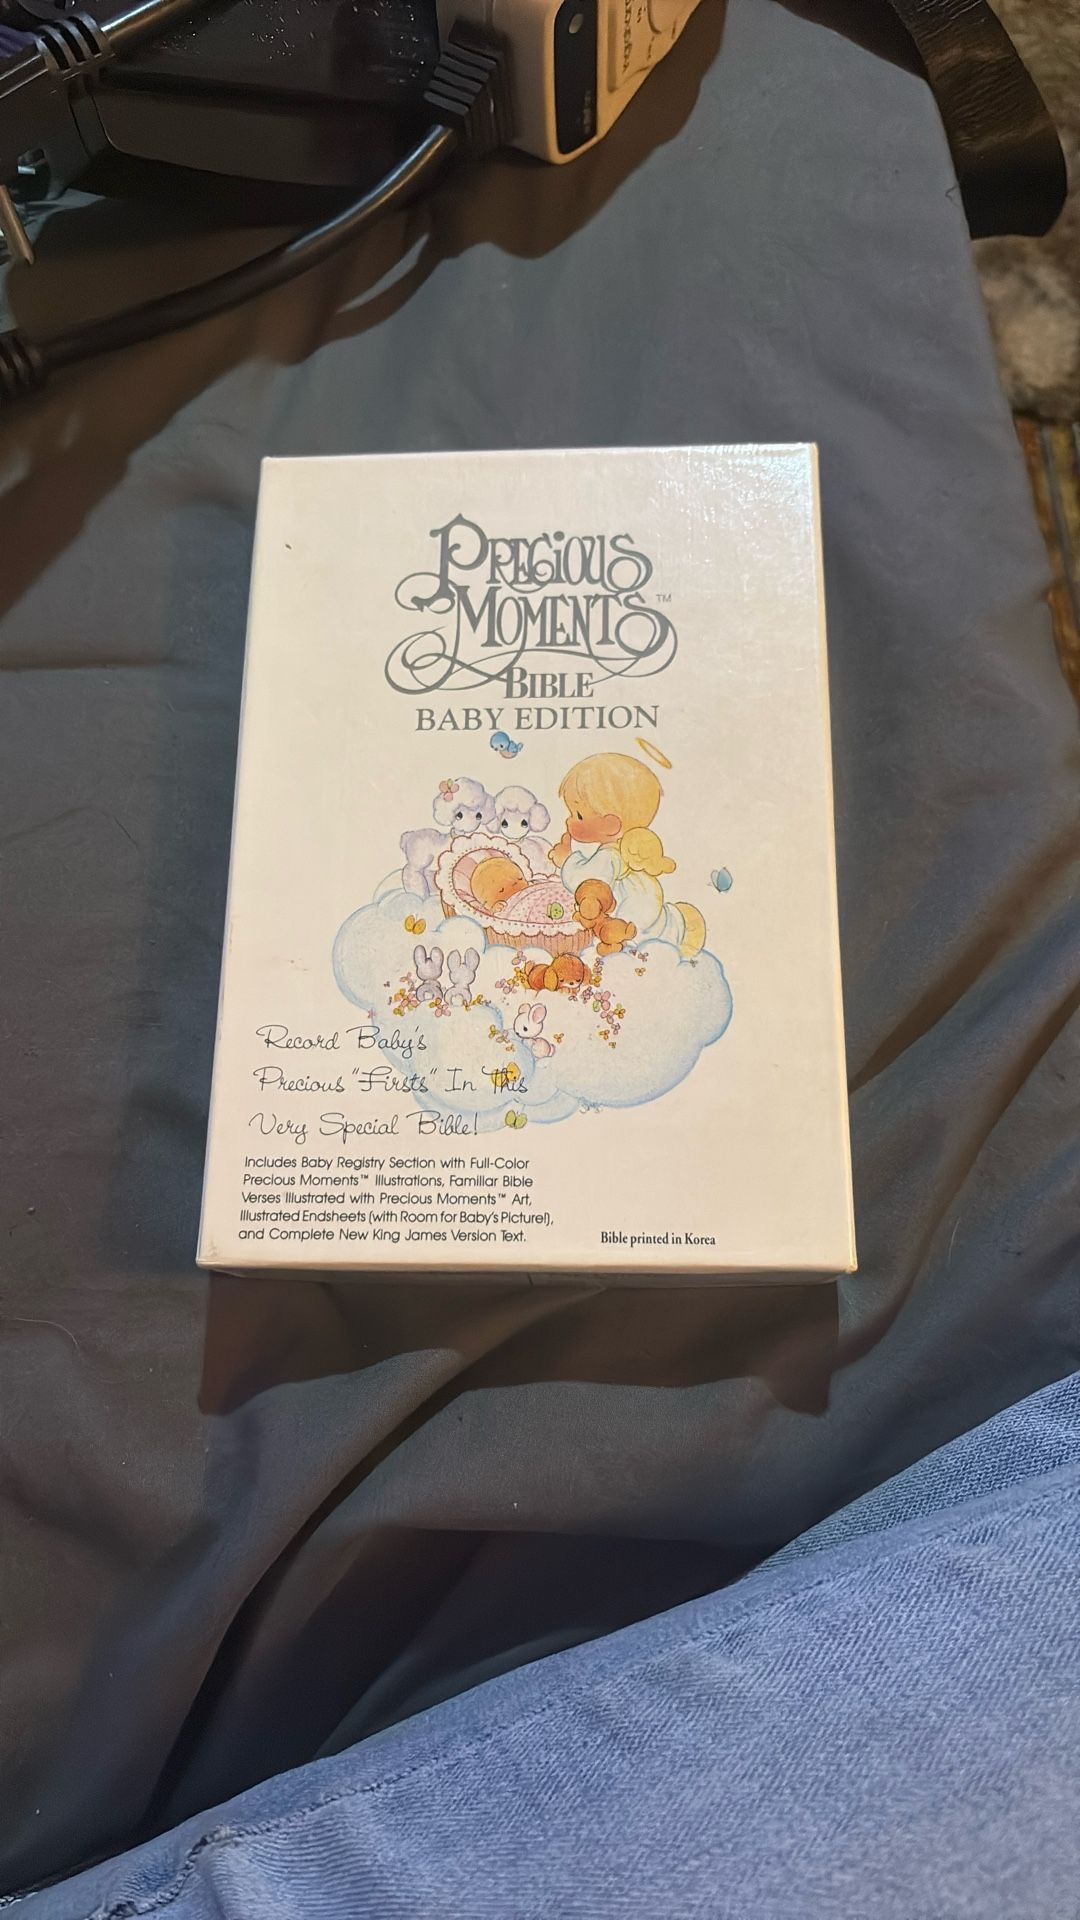 PRECIOUS
MOMENTS™
BIBLE
BABY EDITION
Record Baby's
Precious "Firsts" In This
Very Special Bible!
Includes Baby Registry Section with Full-Color
Precious Moments™ Illustrations, Familiar Bible
Verses Illustrated with Precious Moments™ Art,
Illustrated Endsheets (with Room for Baby's Picture!),
and Complete New King James Version Text.
Bible printed in Korea